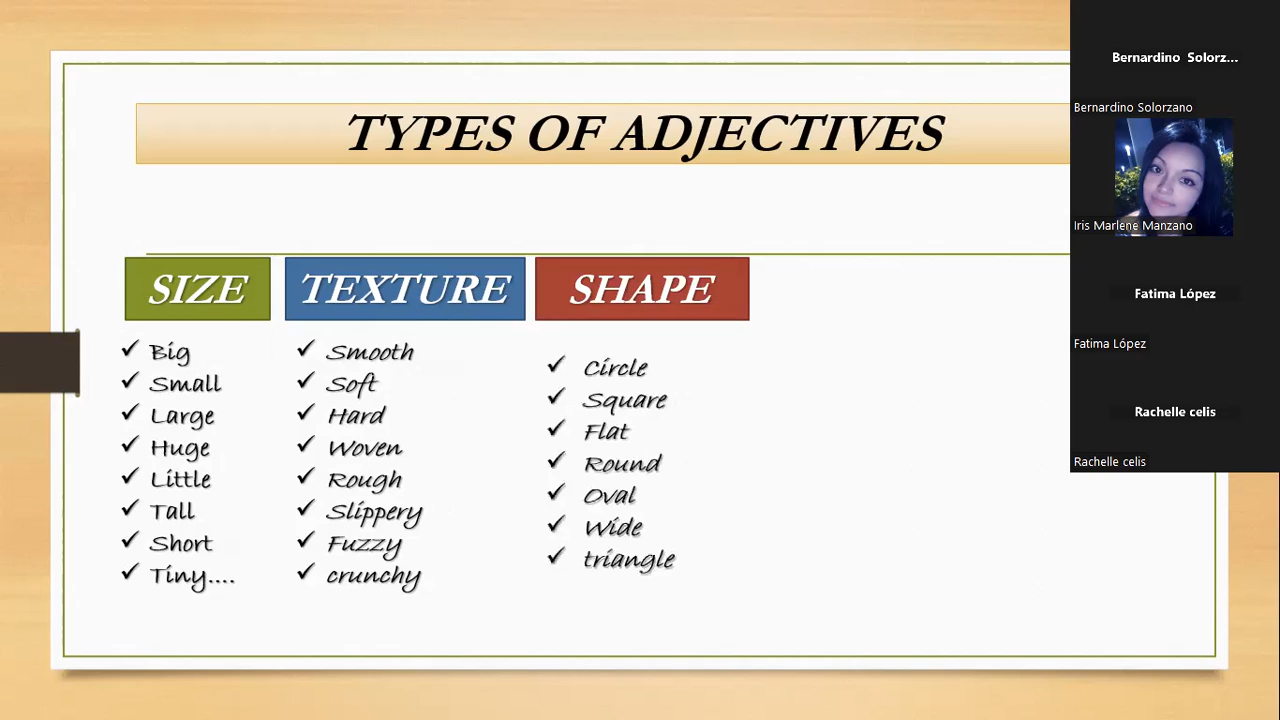 TYPES OF ADJECTIVES
SIZE
Big
Small
Large
Huge
Little
Tall
Short
Tiny....
TEXTURE
Smooth
Soft
Hard
Woven
Rough
Slippery
Fuzzy
crunchy
SHAPE
Circle
Square
Flat
Round
Oval
Wide
triangle
Bernardino Solorz...
Bernardino Solorzano
Iris Marlene Manzano
Fatima López
Fatima López
Rachelle celis
Rachelle celis